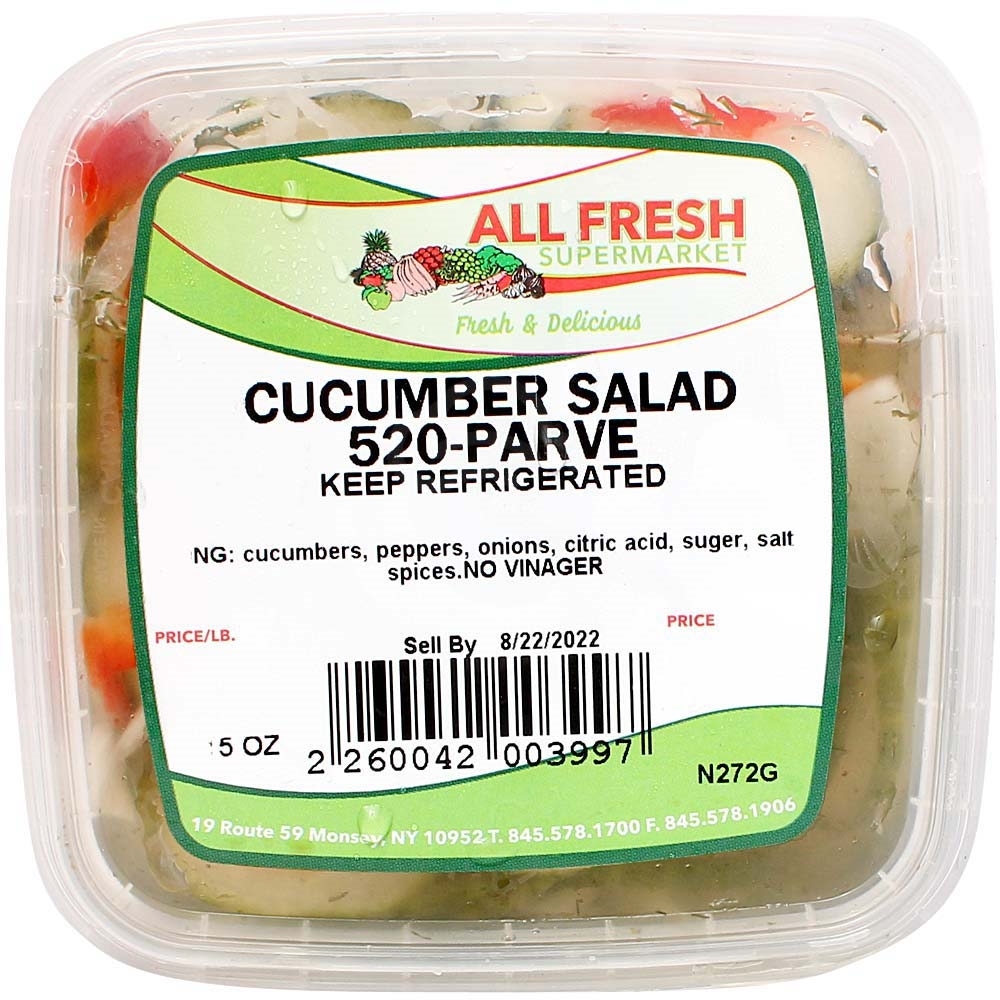 ALL FRESH
SUPERMARKET
Fresh & Delicious
CUCUMBER SALAD
520-PARVE
KEEP REFRIGERATED
NG: cucumbers, peppers, onions, citric acid, suger, salt
spices.NO VINAGER
PRICE/LB.
PRICE
Sell By 8/22/2022
5 OZ
2 260042 003997
N272G
19 Route 59 Monsey, NY 10952 T. 845.578.1700 F. 845.578.1906